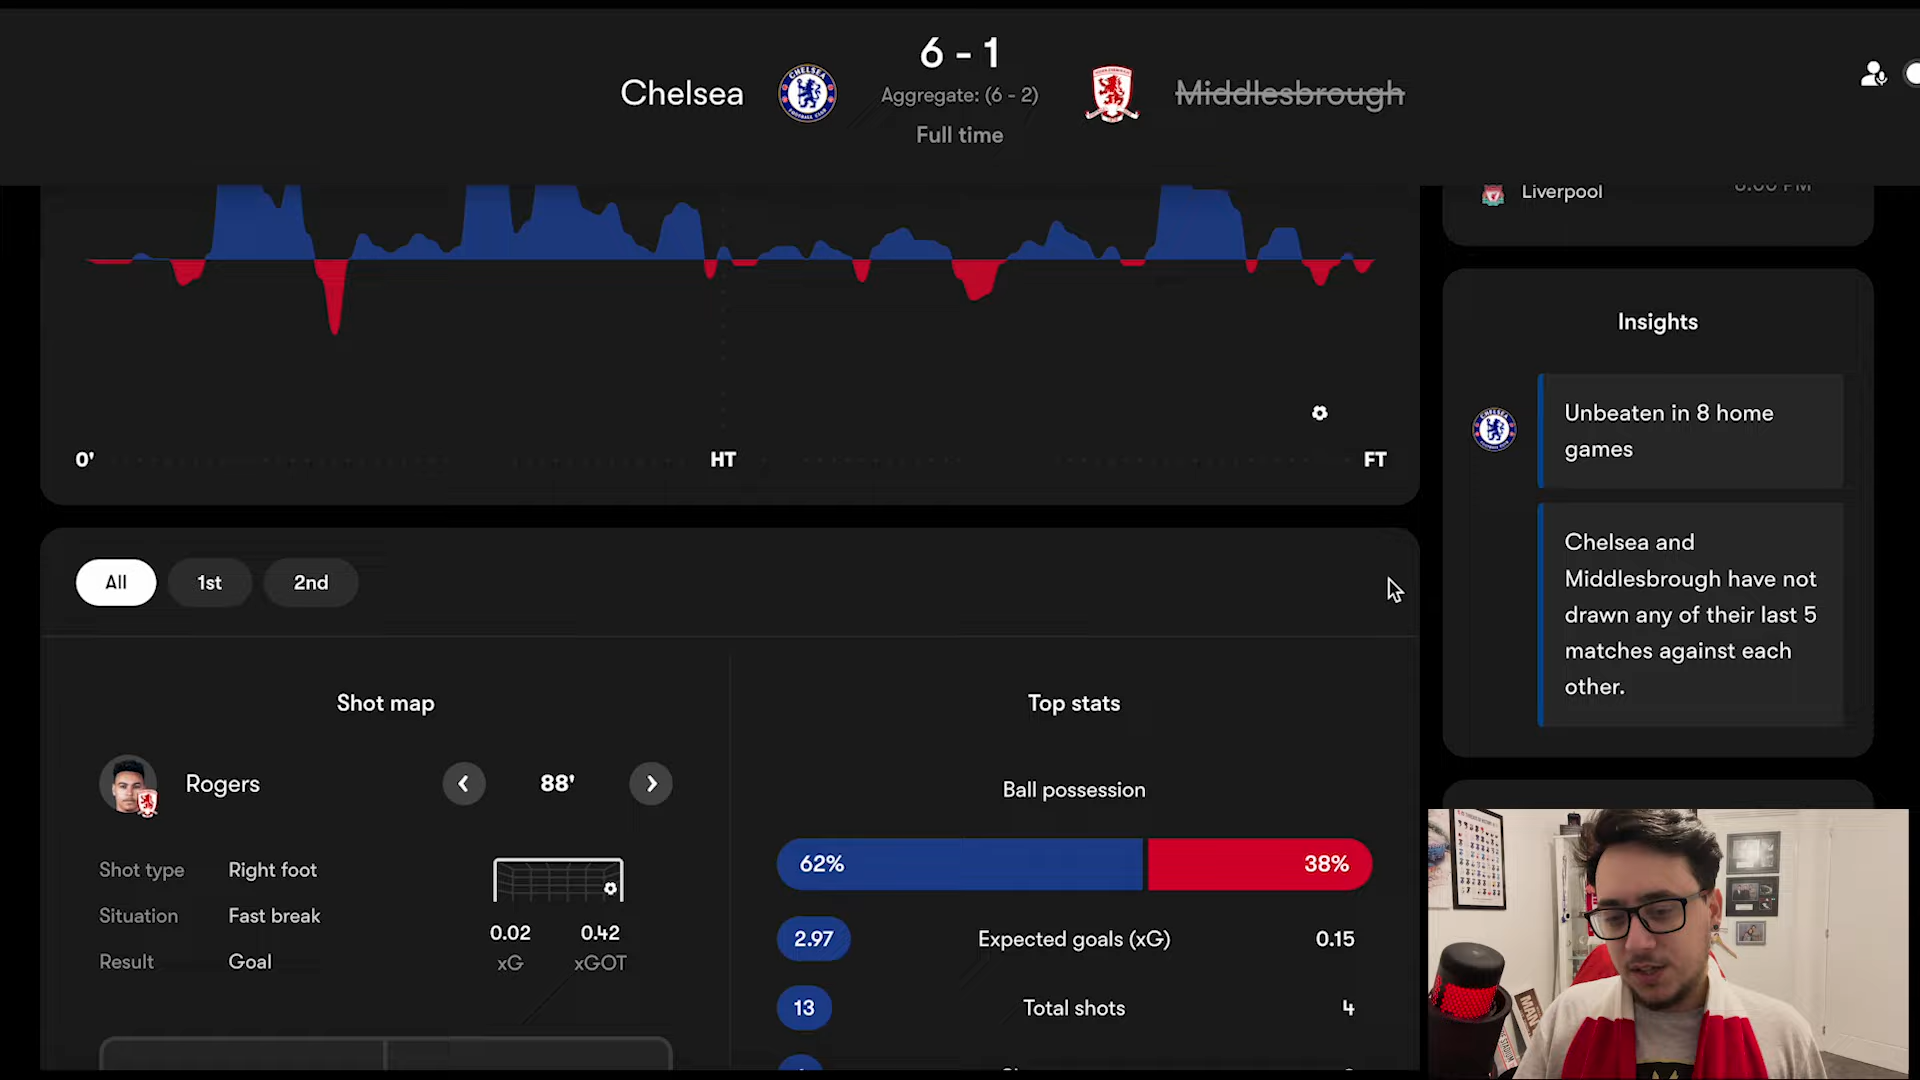 6 - 1
Chelsea
Aggregate: (6 - 2)
Middlesbrough
Full time
Liverpool
8:00 PM
Insights
Unbeaten in 8 home
games
Chelsea and
Middlesbrough have not
drawn any of their last 5
matches against each
other.
0'
HT
FT
All
1st
2nd
Shot map
Rogers
88'
Shot type
Right foot
Situation
Fast break
Result
Goal
0.02
0.42
xG
xGOT
Top stats
Ball possession
62%
38%
2.97
Expected goals (xG)
0.15
13
Total shots
4